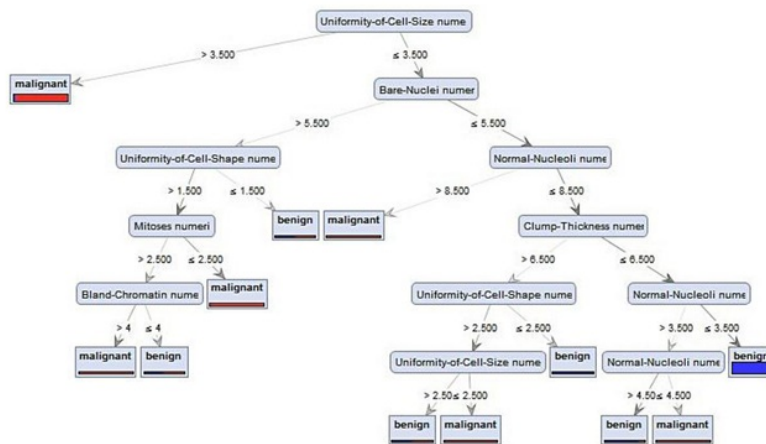 Uniformity-of-Cell-Size nume
> 3.500
≤ 3.500
malignant
Bare-Nuclei numer
> 5.500
≤ 5.500
Uniformity-of-Cell-Shape nume
Normal-Nucleoli nume
> 1.500
≤ 1.500
> 8.500
≤ 8.500
Mitoses numeri
benign
malignant
Clump-Thickness numer
> 2.500
≤ 2.500
> 6.500
≤ 6.500
Bland-Chromatin nume
malignant
Uniformity-of-Cell-Shape nume
Normal-Nucleoli nume
> 4
≤ 4
> 2.500
≤ 2.500
> 3.500
≤ 3.500
malignant
benign
Uniformity-of-Cell-Size nume
benign
Normal-Nucleoli nume
benign
> 2.50
≤ 2.500
> 4.50
≤ 4.500
benign
malignant
benign
malignant